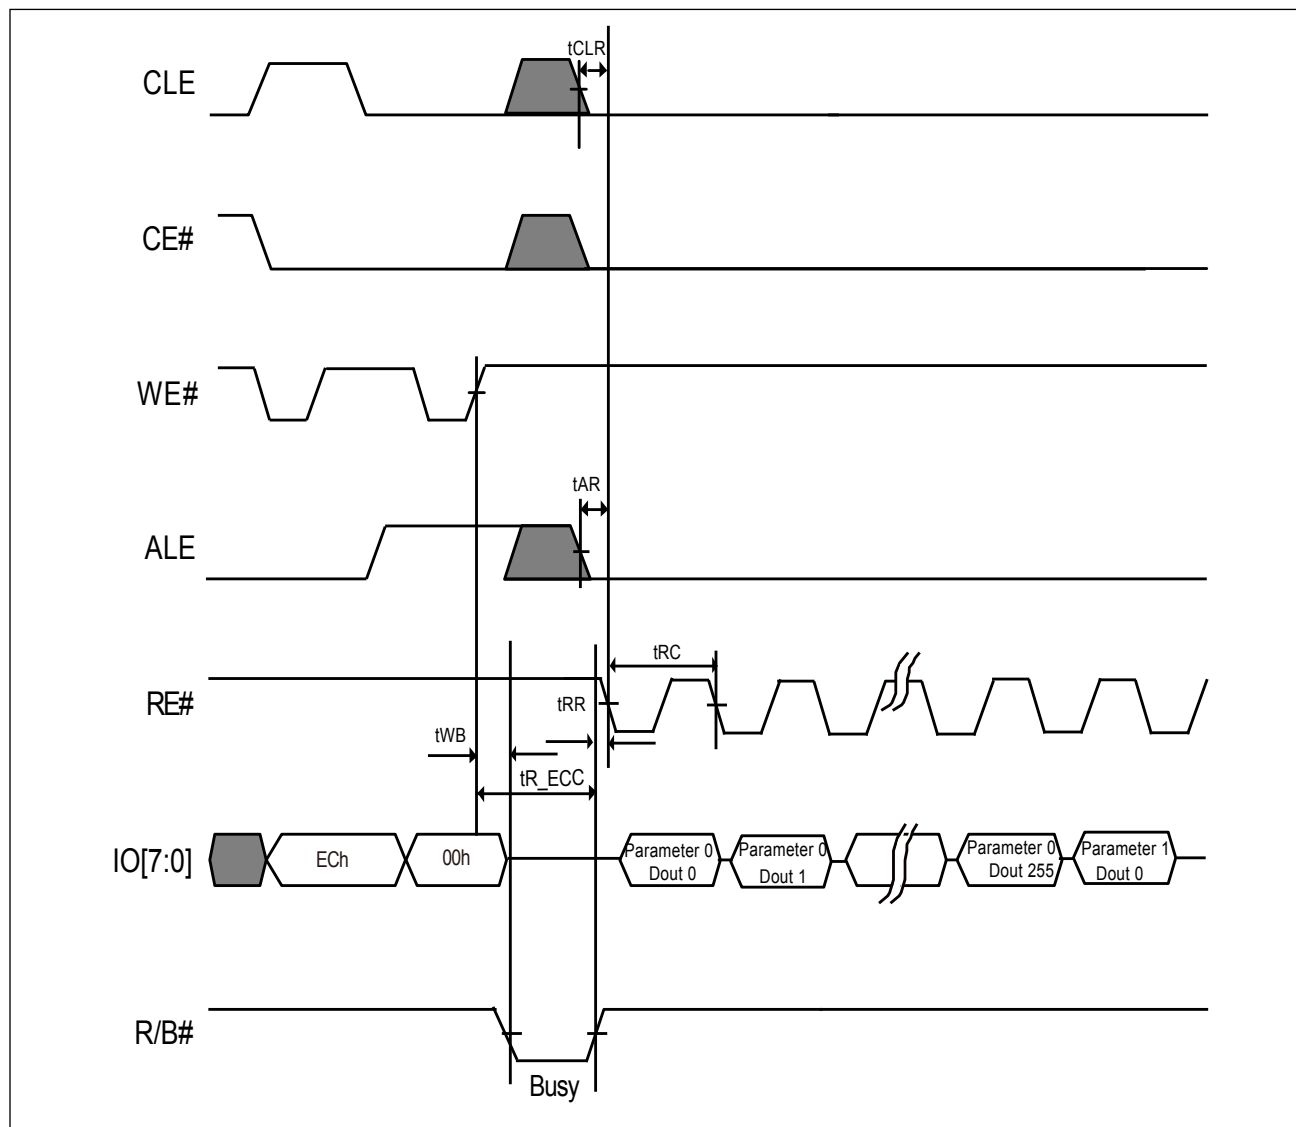 tCLR
CLE
CE#
WE#
tAR
ALE
tRC
RE#
tRR
tWB
tR_ECC
IO[7:0]
ECh
00h
Parameter 0
Dout 0
Parameter 0
Dout 1
Parameter 0
Dout 255
Parameter 1
Dout 0
R/B#
Busy